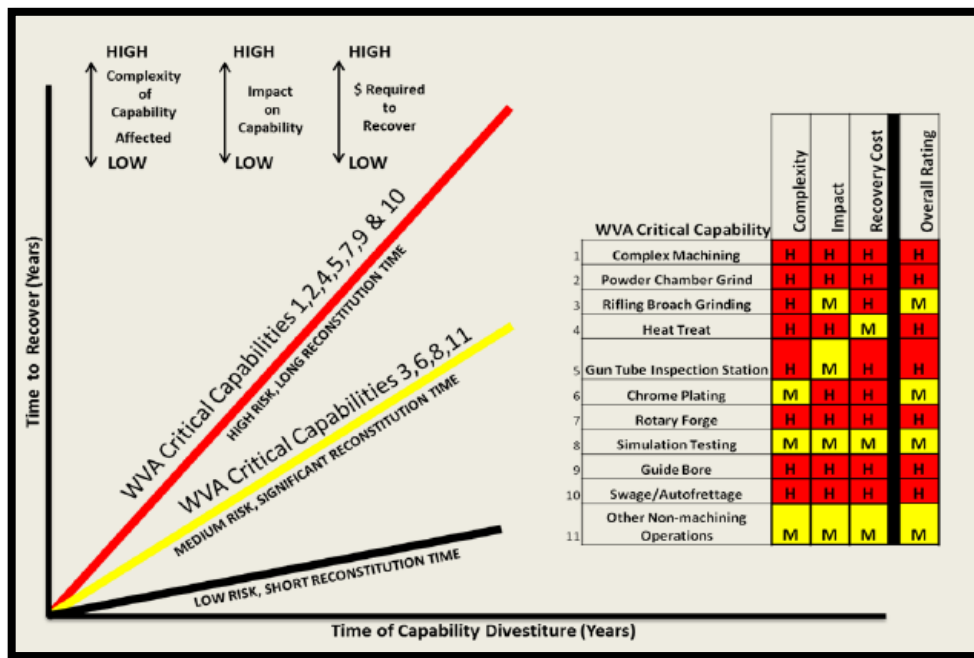 HIGH
Complexity
of
Capability
Affected
LOW
HIGH
Impact
on
Capability
LOW
HIGH
$ Required
to
Recover
LOW
Time to Recover (Years)
WVA Critical Capabilities 1,2,4,5,7,9 & 10
HIGH RISK, LONG RECONSTITUTION TIME
WVA Critical Capabilities 3,6,8,11
MEDIUM RISK, SIGNIFICANT RECONSTITUTION TIME
LOW RISK, SHORT RECONSTITUTION TIME
Time of Capability Divestiture (Years)
WVA Critical Capability Complexity Impact Recovery Cost Overall Rating
1 Complex Machining H H H H
2 Powder Chamber Grind H H H H
3 Rifling Broach Grinding H M H M
4 Heat Treat H H M H
5 Gun Tube Inspection Station H M H H
6 Chrome Plating M H H M
7 Rotary Forge H H H H
8 Simulation Testing M M M M
9 Guide Bore H H H H
10 Swage/Autofrettage H H H H
Other Non-machining
11 Operations M M M M